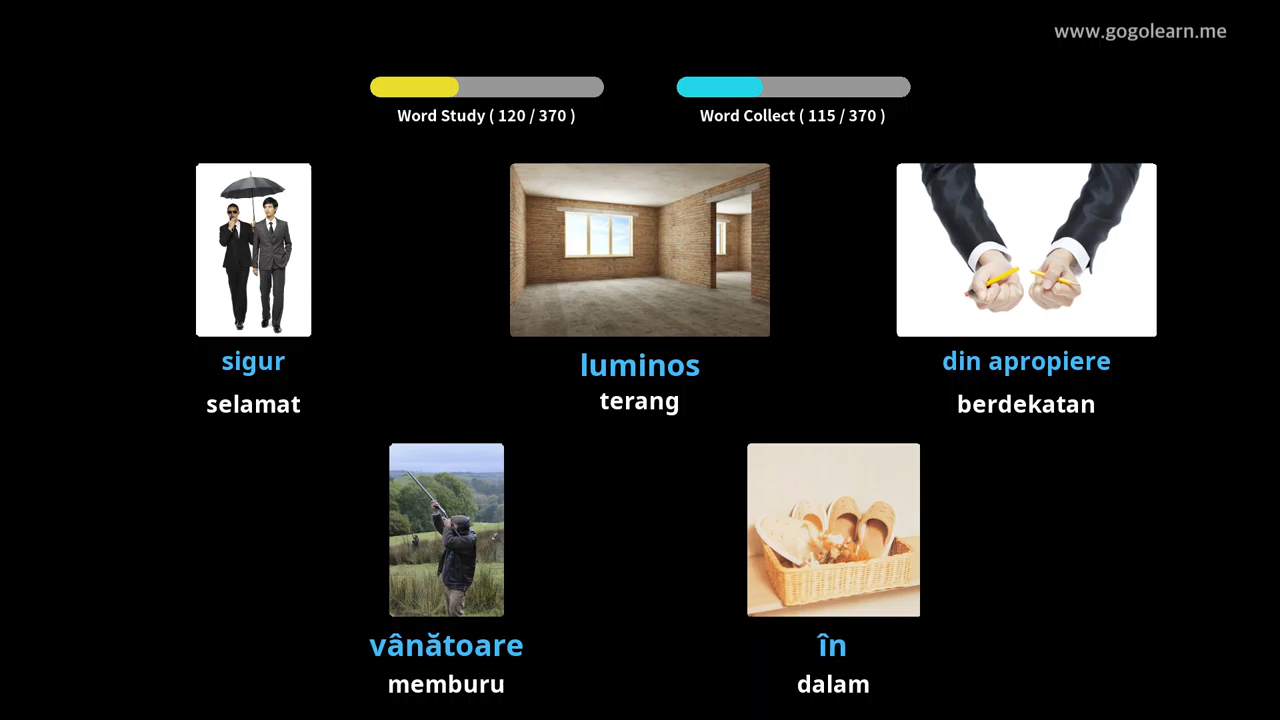 www.gogolearn.me
Word Study ( 120 / 370 )
Word Collect ( 115 / 370 )
sigur
selamat
luminos
terang
din apropiere
berdekatan
vânătoare
memburu
în
dalam